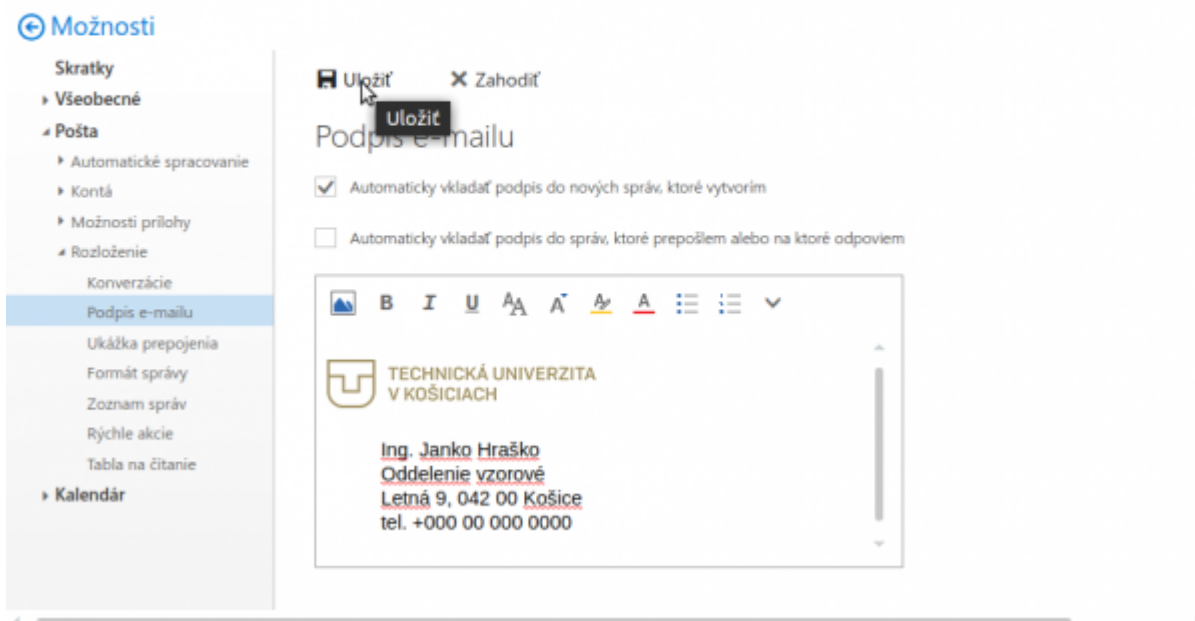 Možnosti
Skratky
Všeobecné
Pošta
Automatické spracovanie
Kontá
Možnosti prílohy
Rozloženie
Konverzácie
Podpis e-mailu
Ukážka prepojenia
Formát správy
Zoznam správ
Rýchle akcie
Tabla na čítanie
Kalendár
Uložiť Zahodiť
Uložiť
Podpis e-mailu
Automaticky vkladať podpis do nových správ, ktoré vytvorím
Automaticky vkladať podpis do správ, ktoré prepošlem alebo na ktoré odpoviem
B I U AA A A A
TECHNICKÁ UNIVERZITA
V KOŠICIACH
Ing. Janko Hraško
Oddelenie vzorové
Letná 9, 042 00 Košice
tel. +000 00 000 0000